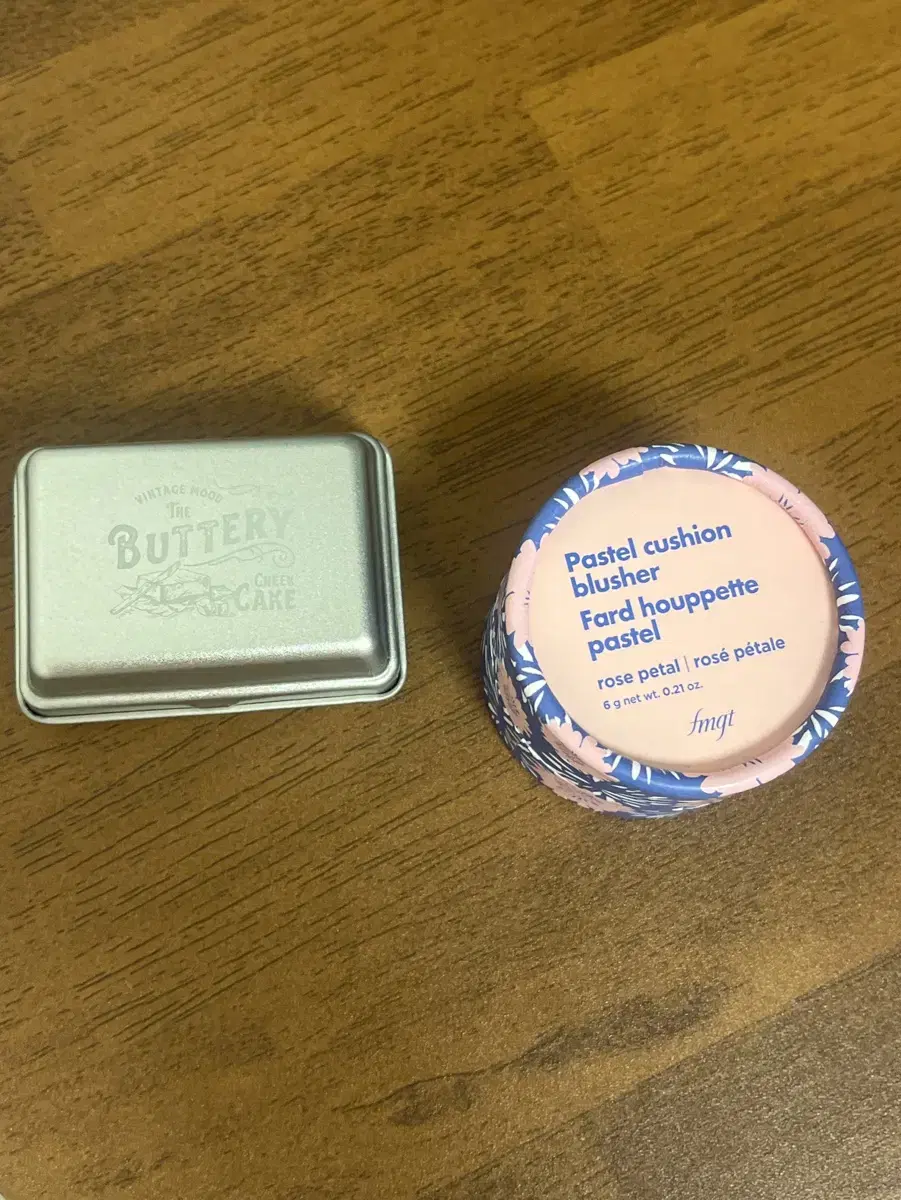 VINTAGE MOOD
THE
BUTTERY
CHEEK
CAKE
Pastel cushion
blusher
Fard houppette
pastel
rose petal | rosé pétale
6 g net wt. 0.21 oz.
fmgt